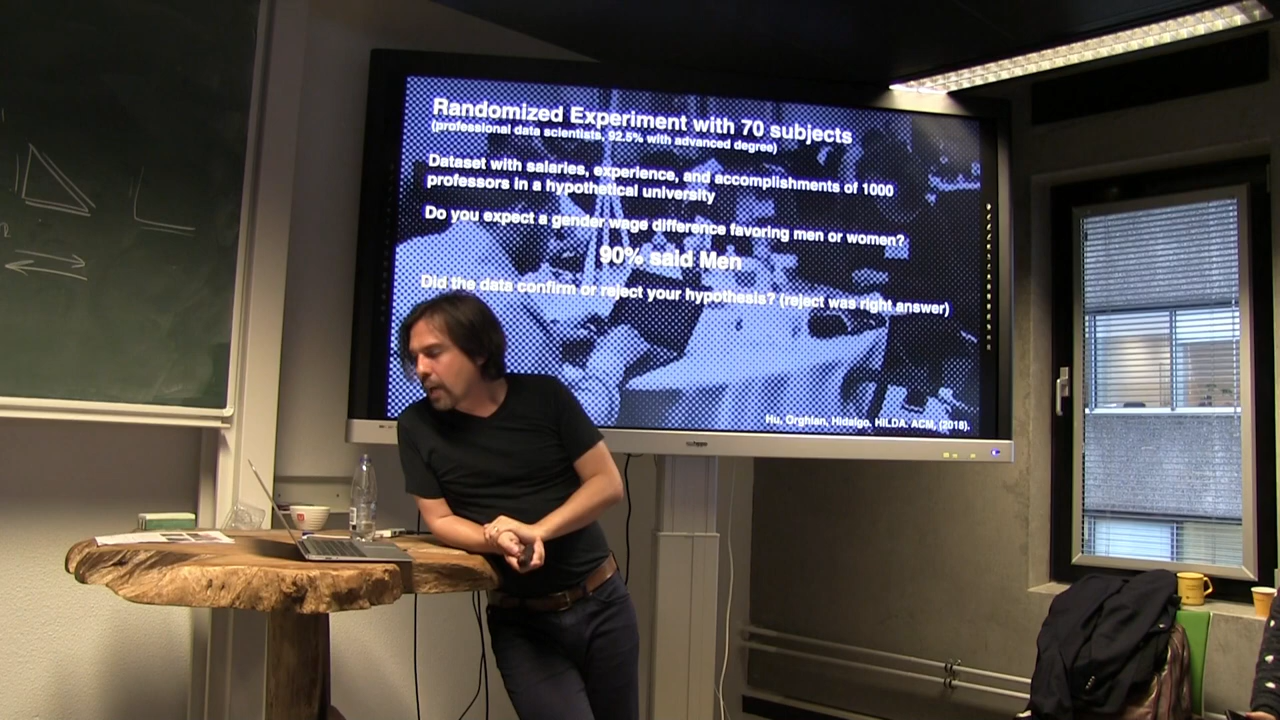 Randomized Experiment with 70 subjects
(professional data scientists, 92.5% with advanced degree)
Dataset with salaries, experience, and accomplishments of 1000
professors in a hypothetical university
Do you expect a gender wage difference favoring men or women?
90% said Men
Did the data confirm or reject your hypothesis? (reject was right answer)
Hu, Orghian, Hidalgo. HILDA. ACM, (2018).